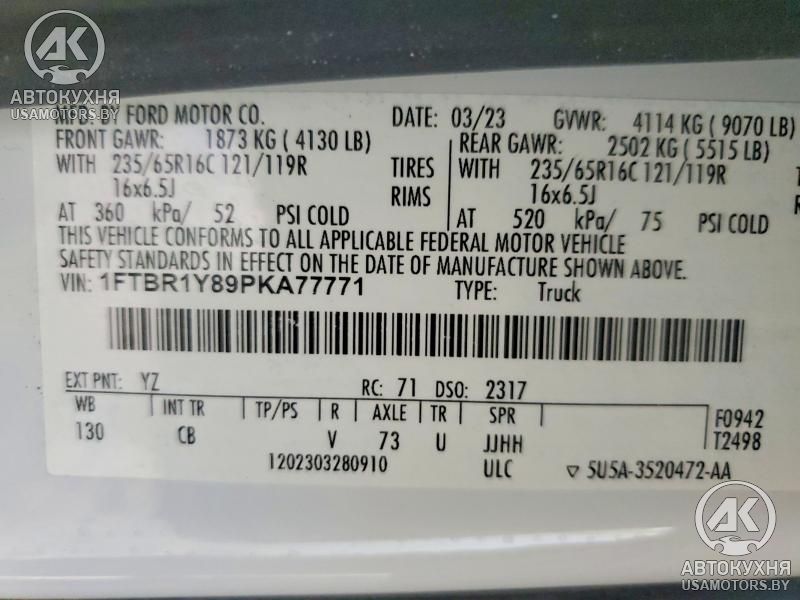 АК
АВТОКУХНЯ
USAMOTORS.BY
MFG. BY FORD MOTOR CO.
DATE: 03/23 GVWR: 4114 KG ( 9070 LB)
FRONT GAWR: 1873 KG ( 4130 LB)
REAR GAWR: 2502 KG ( 5515 LB)
WITH 235/65R16C 121/119R TIRES
WITH 235/65R16C 121/119R
16x6.5J RIMS
16x6.5J
AT 360 kPa/ 52 PSI COLD
AT 520 kPa/ 75 PSI COLD
THIS VEHICLE CONFORMS TO ALL APPLICABLE FEDERAL MOTOR VEHICLE
SAFETY STANDARDS IN EFFECT ON THE DATE OF MANUFACTURE SHOWN ABOVE.
VIN: 1FTBR1Y89PKA77771 TYPE: Truck
EXT PNT: YZ RC: 71 DSO: 2317
WB INT TR TP/PS R AXLE TR SPR F0942
130 CB V 73 U JJHH T2498
1202303280910 ULC ▽ 5U5A-3520472-AA
АК
АВТОКУХНЯ
USAMOTORS.BY